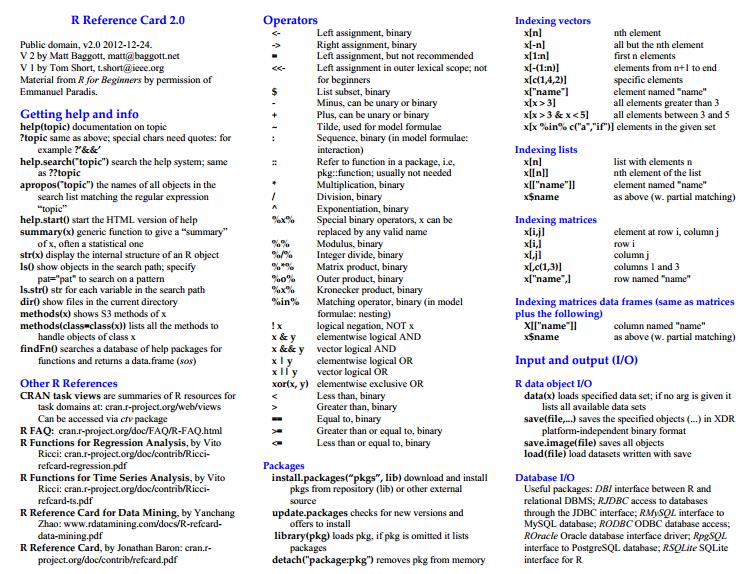 R Reference Card 2.0
Public domain, v2.0 2012-12-24.
V 2 by Matt Baggott, matt@baggott.net
V 1 by Tom Short, t.short@ieee.org
Material from R for Beginners by permission of
Emmanuel Paradis.
Getting help and info
help(topic) documentation on topic
?topic same as above; special chars need quotes: for
example ?'&&'
help.search("topic") search the help system; same
as ??topic
apropos("topic") the names of all objects in the
search list matching the regular expression
"topic"
help.start() start the HTML version of help
summary(x) generic function to give a "summary"
of x, often a statistical one
str(x) display the internal structure of an R object
ls() show objects in the search path; specify
pat="pat" to search on a pattern
ls.str() str for each variable in the search path
dir() show files in the current directory
methods(x) shows S3 methods of x
methods(class=class(x)) lists all the methods to
handle objects of class x
findFn() searches a database of help packages for
functions and returns a data.frame (sos)
Other R References
CRAN task views are summaries of R resources for
task domains at: cran.r-project.org/web/views
Can be accessed via ctv package
R FAQ: cran.r-project.org/doc/FAQ/R-FAQ.html
R Functions for Regression Analysis, by Vito
Ricci: cran.r-project.org/doc/contrib/Ricci-
refcard-regression.pdf
R Functions for Time Series Analysis, by Vito
Ricci: cran.r-project.org/doc/contrib/Ricci-
refcard-ts.pdf
R Reference Card for Data Mining, by Yanchang
Zhao: www.rdatamining.com/docs/R-refcard-
data-mining.pdf
R Reference Card, by Jonathan Baron: cran.r-
project.org/doc/contrib/refcard.pdf
Operators
<- Left assignment, binary
-> Right assignment, binary
= Left assignment, but not recommended
<<- Left assignment in outer lexical scope; not
for beginners
$ List subset, binary
- Minus, can be unary or binary
+ Plus, can be unary or binary
~ Tilde, used for model formulae
: Sequence, binary (in model formulae:
interaction)
:: Refer to function in a package, i.e,
pkg::function; usually not needed
* Multiplication, binary
/ Division, binary
^ Exponentiation, binary
%x% Special binary operators, x can be
replaced by any valid name
%% Modulus, binary
%/% Integer divide, binary
%*% Matrix product, binary
%o% Outer product, binary
%x% Kronecker product, binary
%in% Matching operator, binary (in model
formulae: nesting)
! x logical negation, NOT x
x & y elementwise logical AND
x && y vector logical AND
x | y elementwise logical OR
x || y vector logical OR
xor(x, y) elementwise exclusive OR
< Less than, binary
> Greater than, binary
== Equal to, binary
>= Greater than or equal to, binary
<= Less than or equal to, binary
Packages
install.packages("pkgs", lib) download and install
pkgs from repository (lib) or other external
source
update.packages checks for new versions and
offers to install
library(pkg) loads pkg, if pkg is omitted it lists
packages
detach("package:pkg") removes pkg from memory
Indexing vectors
x[n] nth element
x[-n] all but the nth element
x[1:n] first n elements
x[-(1:n)] elements from n+1 to end
x[c(1,4,2)] specific elements
x["name"] element named "name"
x[x > 3] all elements greater than 3
x[x > 3 & x < 5] all elements between 3 and 5
x[x %in% c("a","if")] elements in the given set
Indexing lists
x[n] list with elements n
x[[n]] nth element of the list
x[["name"]] element named "name"
x$name as above (w. partial matching)
Indexing matrices
x[i,j] element at row i, column j
x[i,] row i
x[,j] column j
x[,c(1,3)] columns 1 and 3
x["name",] row named "name"
Indexing matrices data frames (same as matrices
plus the following)
X[["name"]] column named "name"
x$name as above (w. partial matching)
Input and output (I/O)
R data object I/O
data(x) loads specified data set; if no arg is given it
lists all available data sets
save(file,...) saves the specified objects (...) in XDR
platform-independent binary format
save.image(file) saves all objects
load(file) load datasets written with save
Database I/O
Useful packages: DBI interface between R and
relational DBMS; RJDBC access to databases
through the JDBC interface; RMySQL interface to
MySQL database; RODBC ODBC database access;
ROracle Oracle database interface driver; RpgSQL
interface to PostgreSQL database; RSQLite SQLite
interface for R